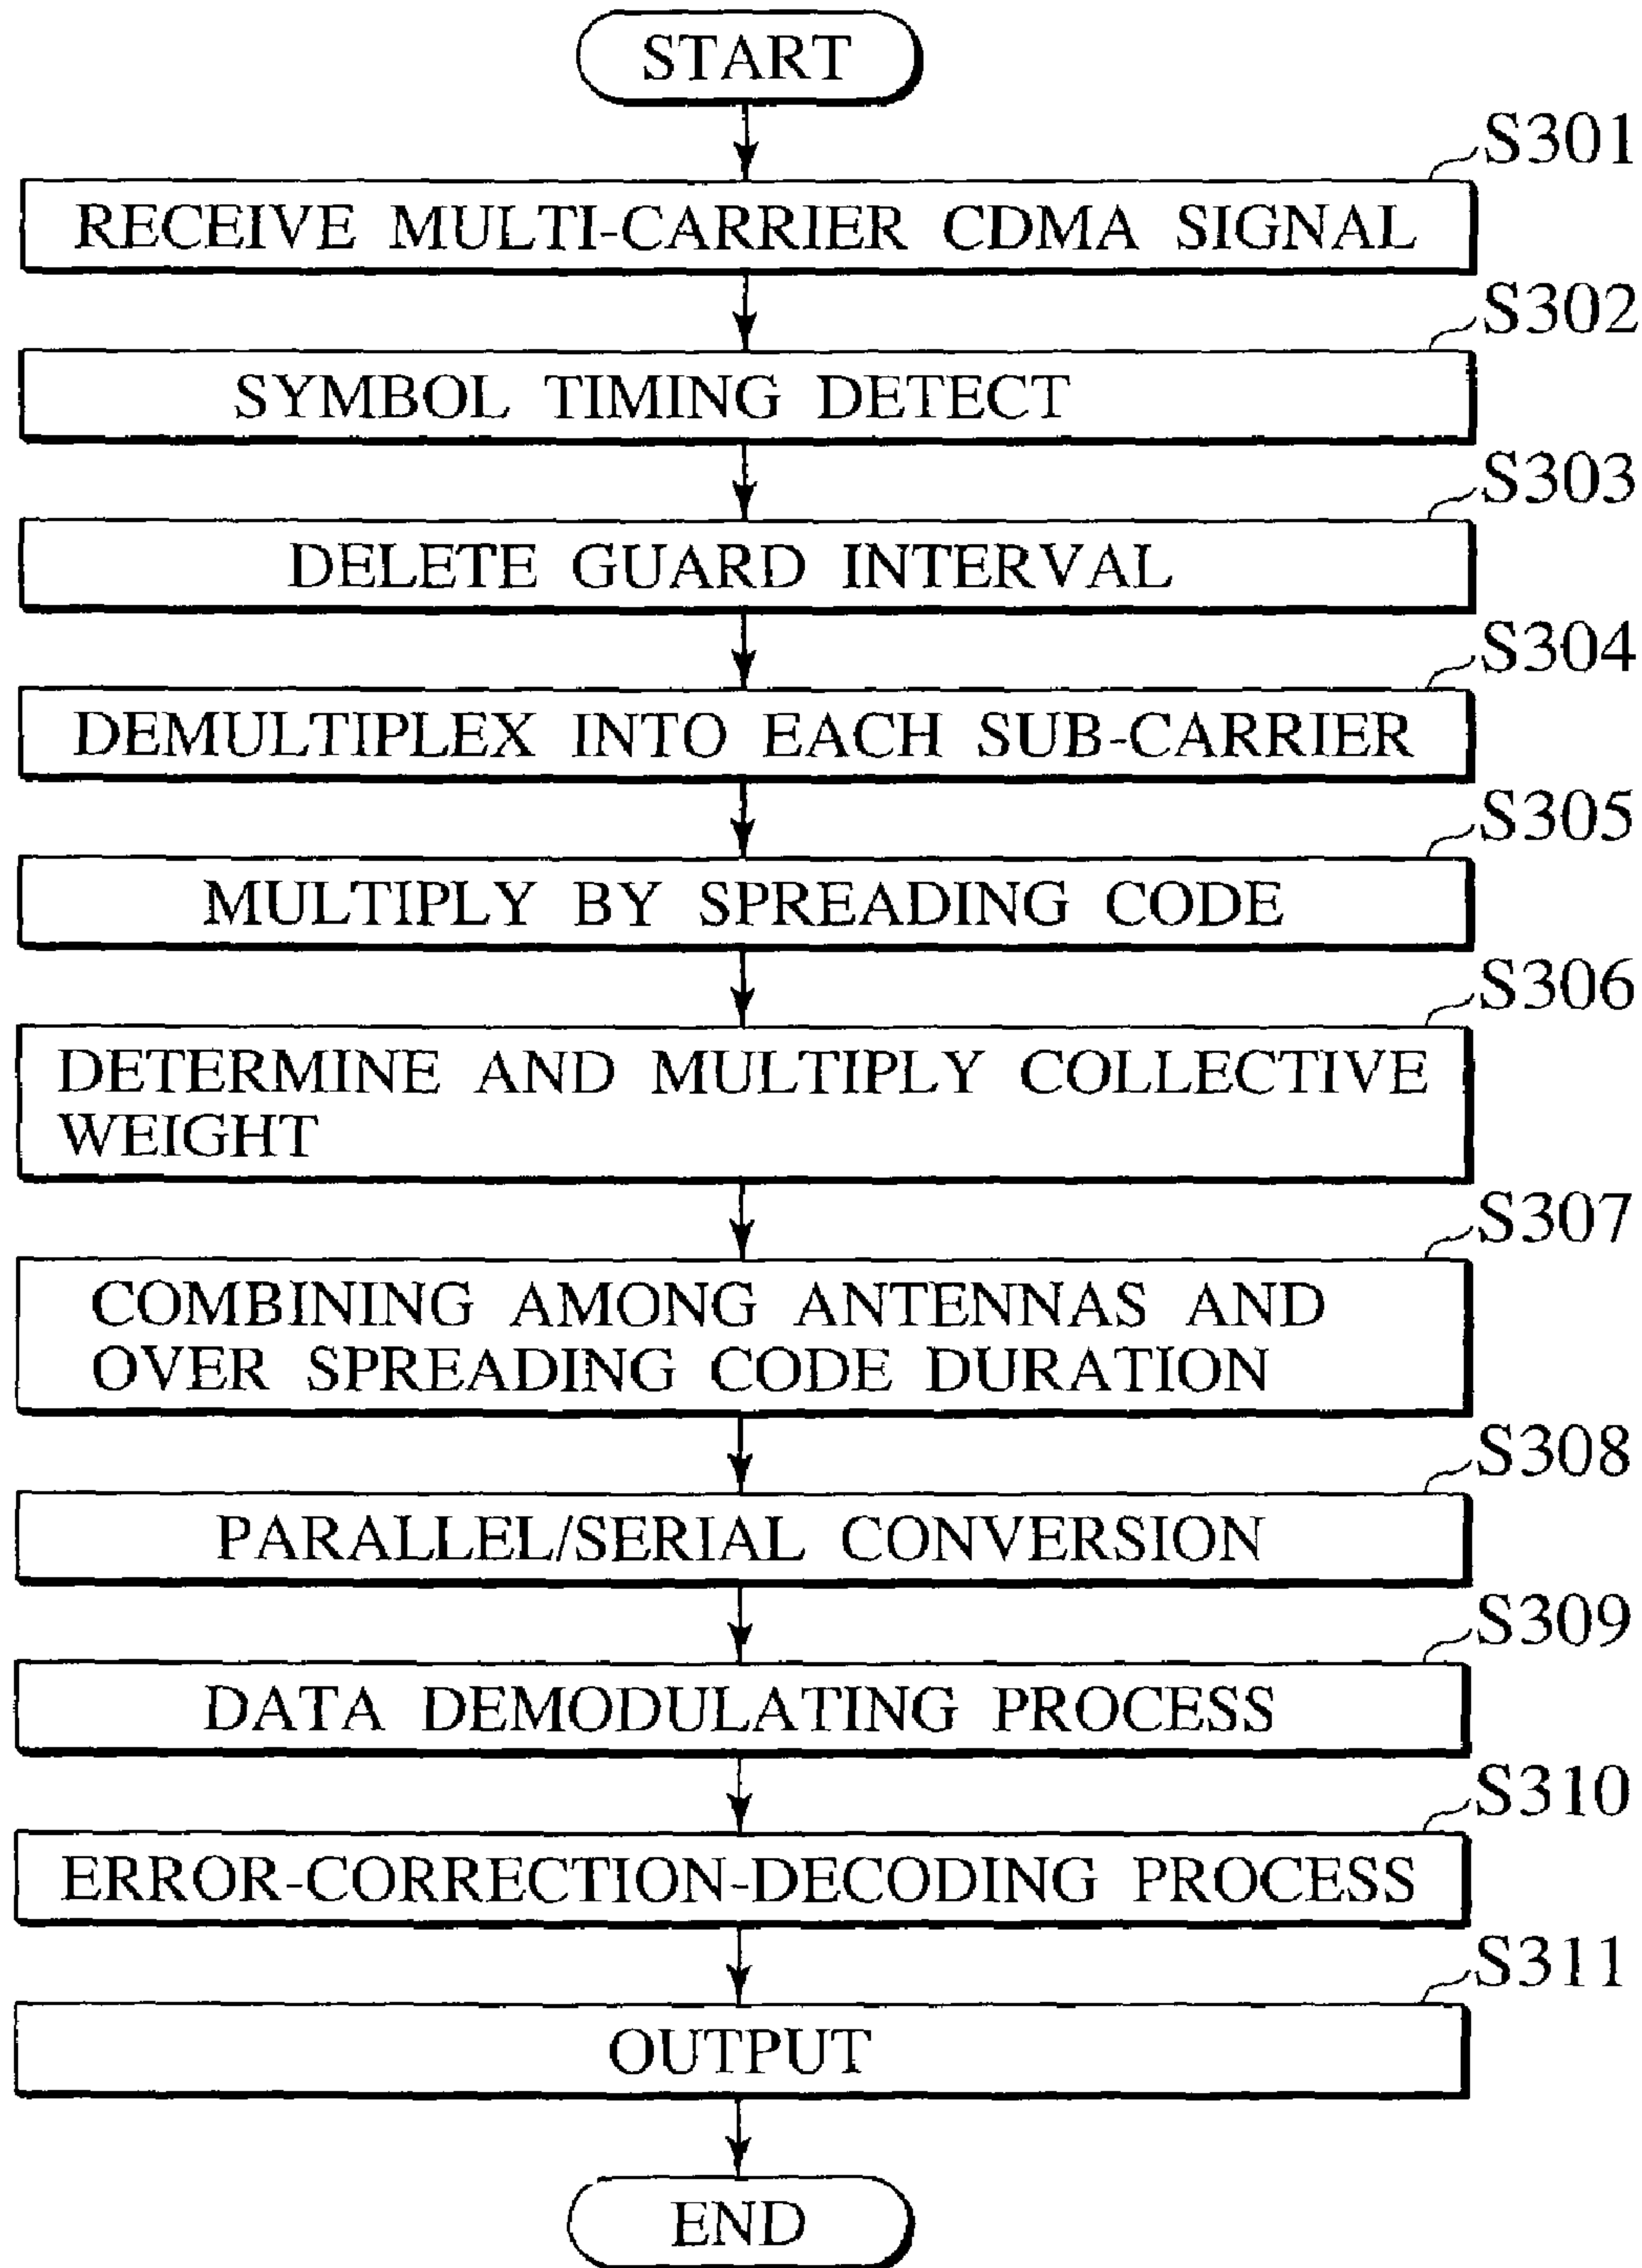 START
S301
RECEIVE MULTI-CARRIER CDMA SIGNAL
S302
SYMBOL TIMING DETECT
S303
DELETE GUARD INTERVAL
S304
DEMULTIPLEX INTO EACH SUB-CARRIER
S305
MULTIPLY BY SPREADING CODE
S306
DETERMINE AND MULTIPLY COLLECTIVE
WEIGHT
S307
COMBINING AMONG ANTENNAS AND
OVER SPREADING CODE DURATION
S308
PARALLEL/SERIAL CONVERSION
S309
DATA DEMODULATING PROCESS
S310
ERROR-CORRECTION-DECODING PROCESS
S311
OUTPUT
END